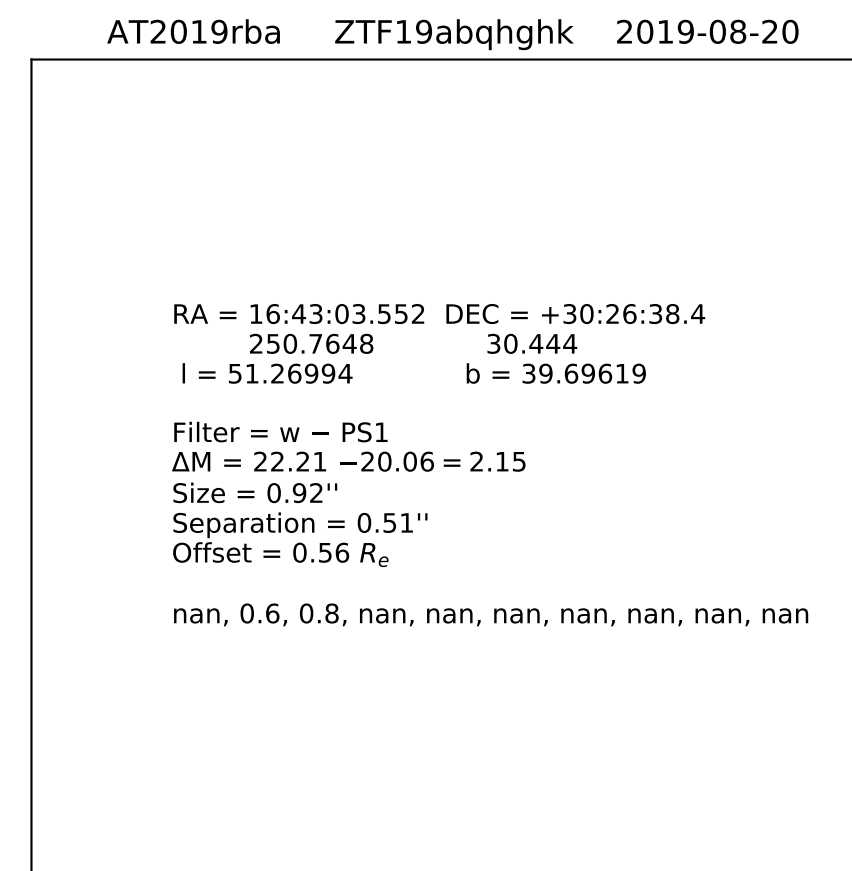 AT2019rba ZTF19abqhghk 2019-08-20
RA = 16:43:03.552 DEC = +30:26:38.4
250.7648 30.444
l = 51.26994 b = 39.69619
Filter = w − PS1
ΔM = 22.21 −20.06 = 2.15
Size = 0.92''
Separation = 0.51''
Offset = 0.56 Re
nan, 0.6, 0.8, nan, nan, nan, nan, nan, nan, nan